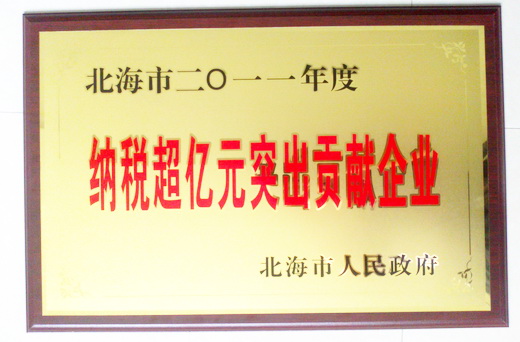 北海市二〇一一年度
纳税超亿元突出贡献企业
北海市人民政府